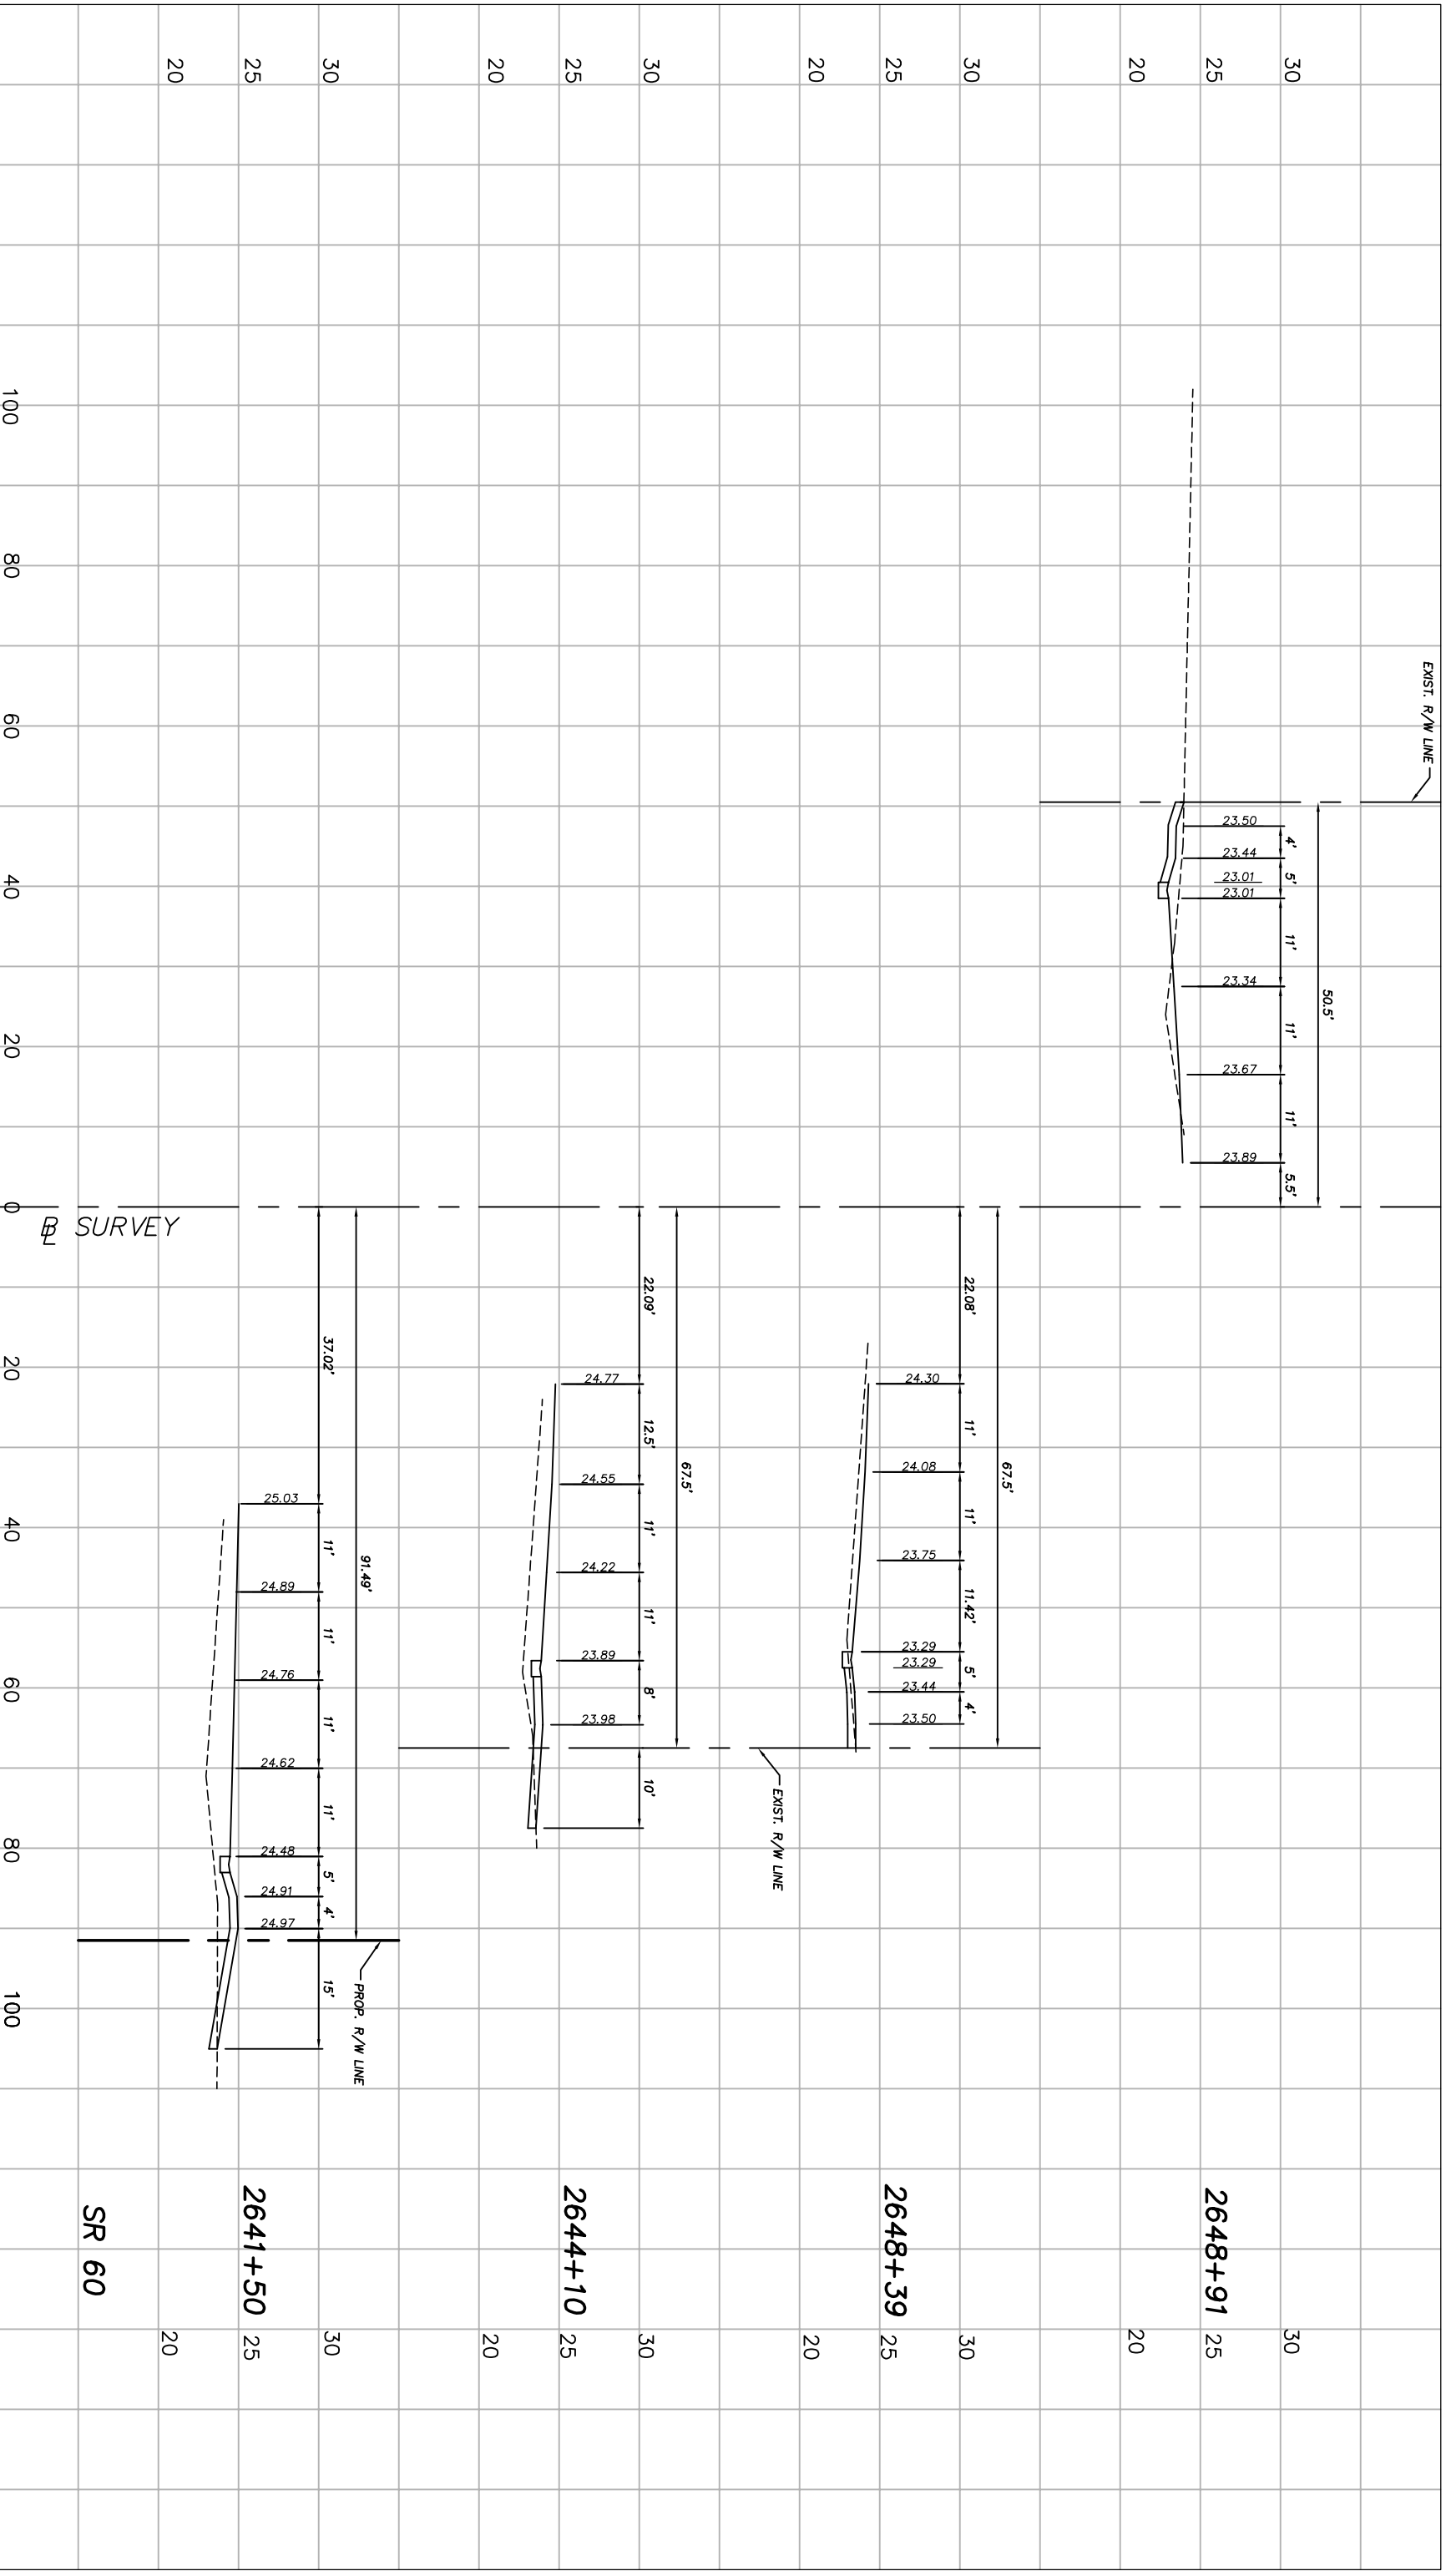 EXIST. R/W LINE
50.5'
4' 5' 11' 11' 11' 5.5'
23.50 23.44 23.01 23.01 23.34 23.67 23.89
30 30
25 2648+91 25
20 20
67.5'
22.08' 11' 11' 11.42' 5' 4'
24.30 24.08 23.75 23.29 23.29 23.44 23.50
30 30
25 2648+39 25
20 20
EXIST. R/W LINE
67.5'
22.09' 12.5' 11' 11' 8' 10'
24.77 24.55 24.22 23.89 23.98
30 30
25 2644+10 25
20 20
PROP. R/W LINE
91.49'
37.02' 11' 11' 11' 11' 5' 4' 15'
25.03 24.89 24.76 24.62 24.48 24.91 24.97
30 30
25 2641+50 25
20 20
SR 60
BL SURVEY
100 80 60 40 20 0 20 40 60 80 100